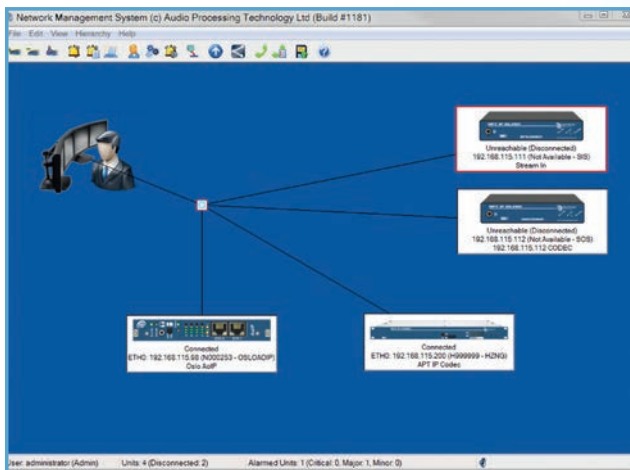 Network Management System (c) Audio Processing Technology Ltd (Build #1181)
File Edit View Hierarchy Help
Unreachable (Disconnected)
192.168.115.111 (Not Available - SIS)
Stream In
Unreachable (Disconnected)
192.168.115.112 (Not Available - SOS)
192.168.115.112 CODEC
Connected
ETH0: 192.168.115.98 (N000253 - OSLOAOIP)
Oslo AoIP
Connected
ETH0: 192.168.115.200 (H999999 - HZNG)
APT IP Codec
User: administrator (Admin) Units: 4 (Disconnected: 2) Alarmed Units: 1 (Critical: 0, Major: 1, Minor: 0)